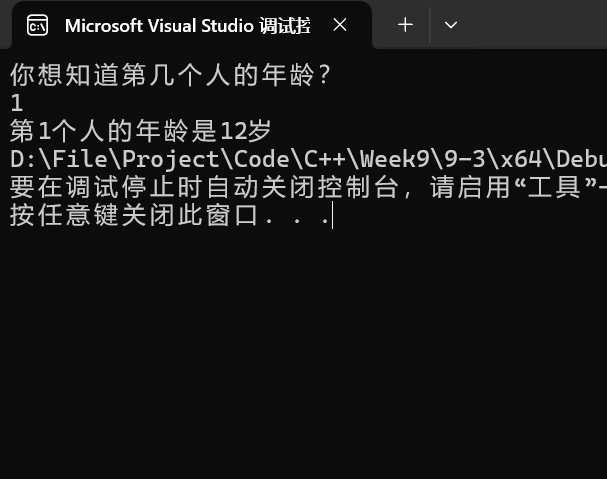 Microsoft Visual Studio 调试
你想知道第几个人的年龄？
1
第1个人的年龄是12岁
D:\File\Project\Code\C++\Week9\9-3\x64\Debu
要在调试停止时自动关闭控制台，请启用“工具”-
按任意键关闭此窗口. . .